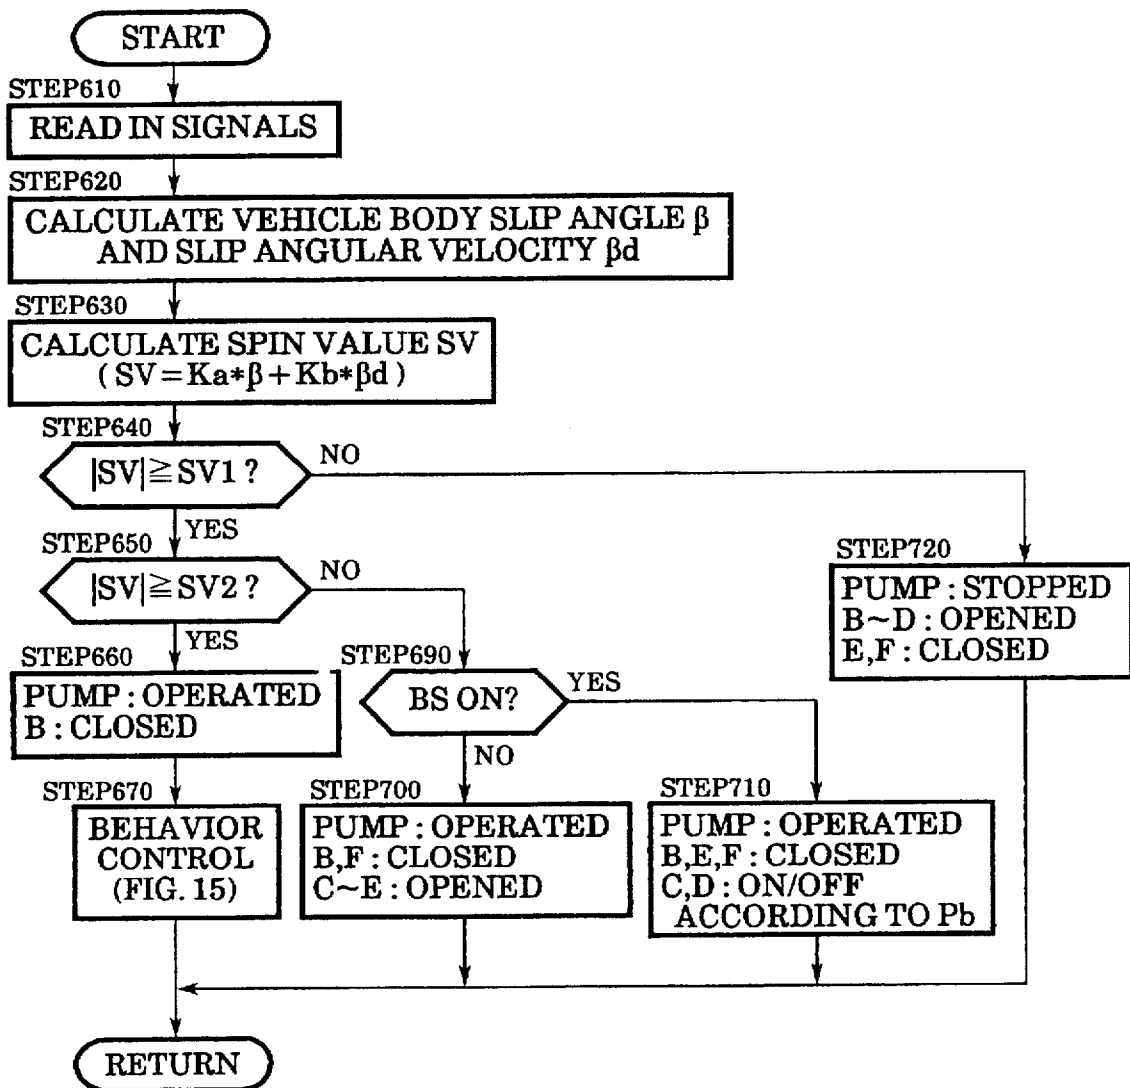 START
STEP610
READ IN SIGNALS
STEP620
CALCULATE VEHICLE BODY SLIP ANGLE β
AND SLIP ANGULAR VELOCITY βd
STEP630
CALCULATE SPIN VALUE SV
(SV=Ka*β+Kb*βd)
STEP640
|SV|≧SV1?
NO
YES
STEP650
|SV|≧SV2?
NO
YES
STEP720
PUMP:STOPPED
B~D:OPENED
E,F:CLOSED
STEP660
PUMP:OPERATED
B:CLOSED
STEP690
BS ON?
YES
NO
STEP670
BEHAVIOR
CONTROL
(FIG. 15)
STEP700
PUMP:OPERATED
B,F:CLOSED
C~E:OPENED
STEP710
PUMP:OPERATED
B,E,F:CLOSED
C,D:ON/OFF
ACCORDING TO Pb
RETURN